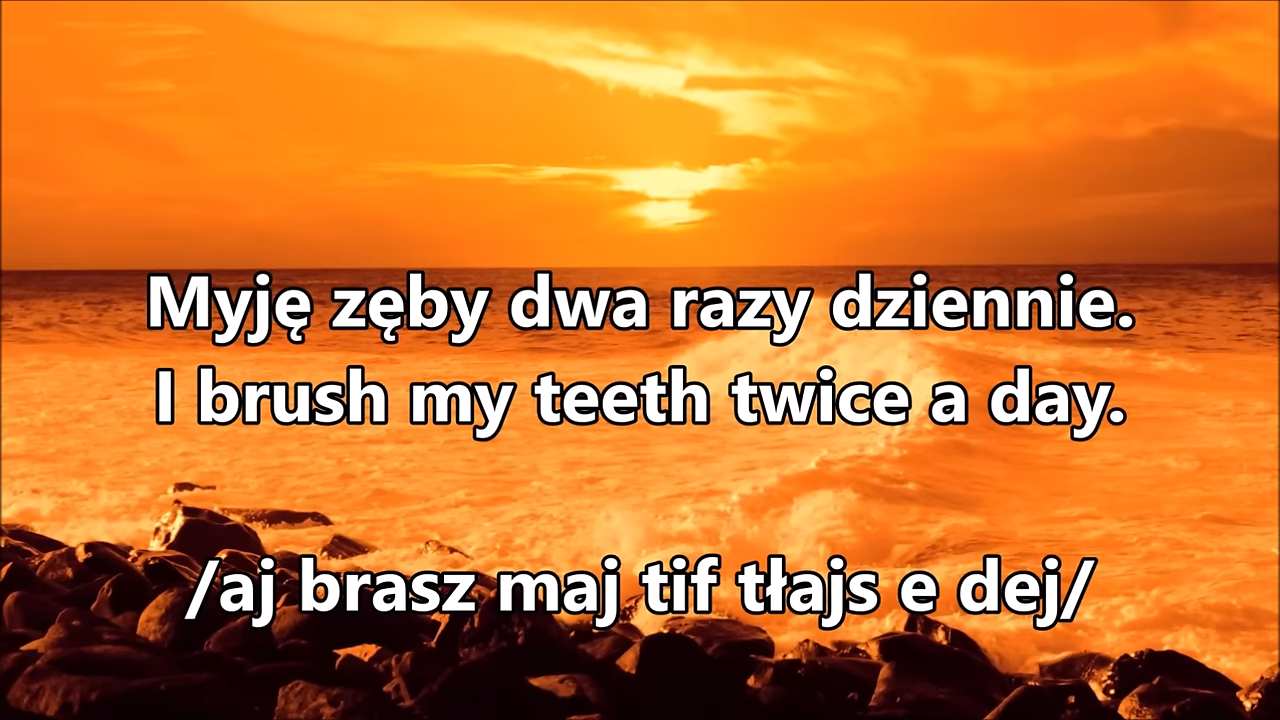 Myję zęby dwa razy dziennie.
I brush my teeth twice a day.
/aj brasz maj tif tłajs e dej/